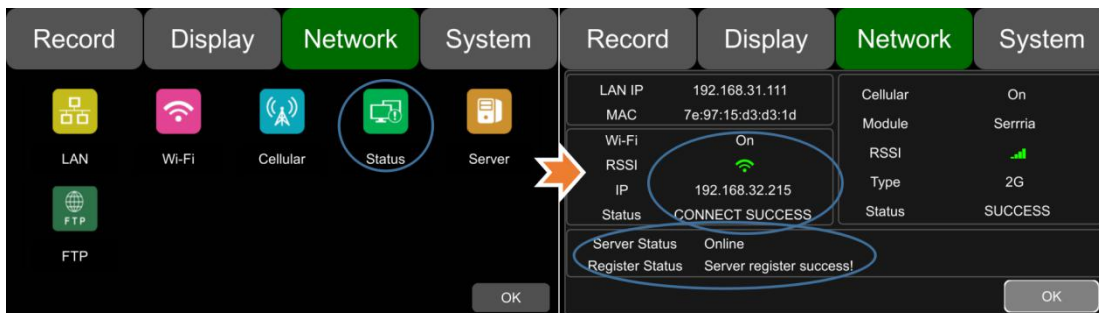 Record Display Network System
LAN Wi-Fi Cellular Status Server
FTP
FTP
OK
Record Display Network System
LAN IP 192.168.31.111
MAC 7e:97:15:d3:d3:1d
Wi-Fi On
RSSI
IP 192.168.32.215
Status CONNECT SUCCESS
Cellular On
Module Serrria
RSSI
Type 2G
Status SUCCESS
Server Status Online
Register Status Server register success!
OK